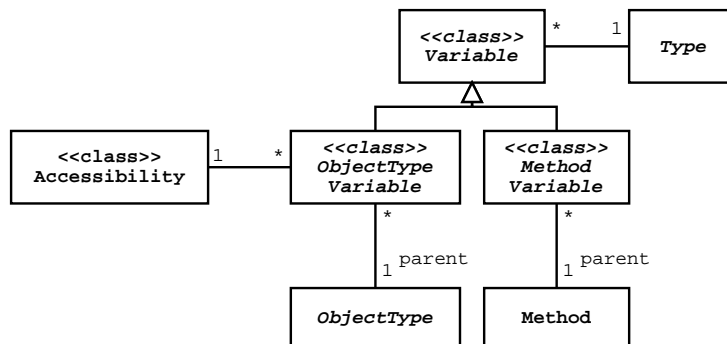 <<class>>
Variable
*
1
Type
<<class>>
Accessibility
1
*
<<class>>
ObjectType
Variable
<<class>>
Method
Variable
*
*
1
parent
1
parent
ObjectType
Method